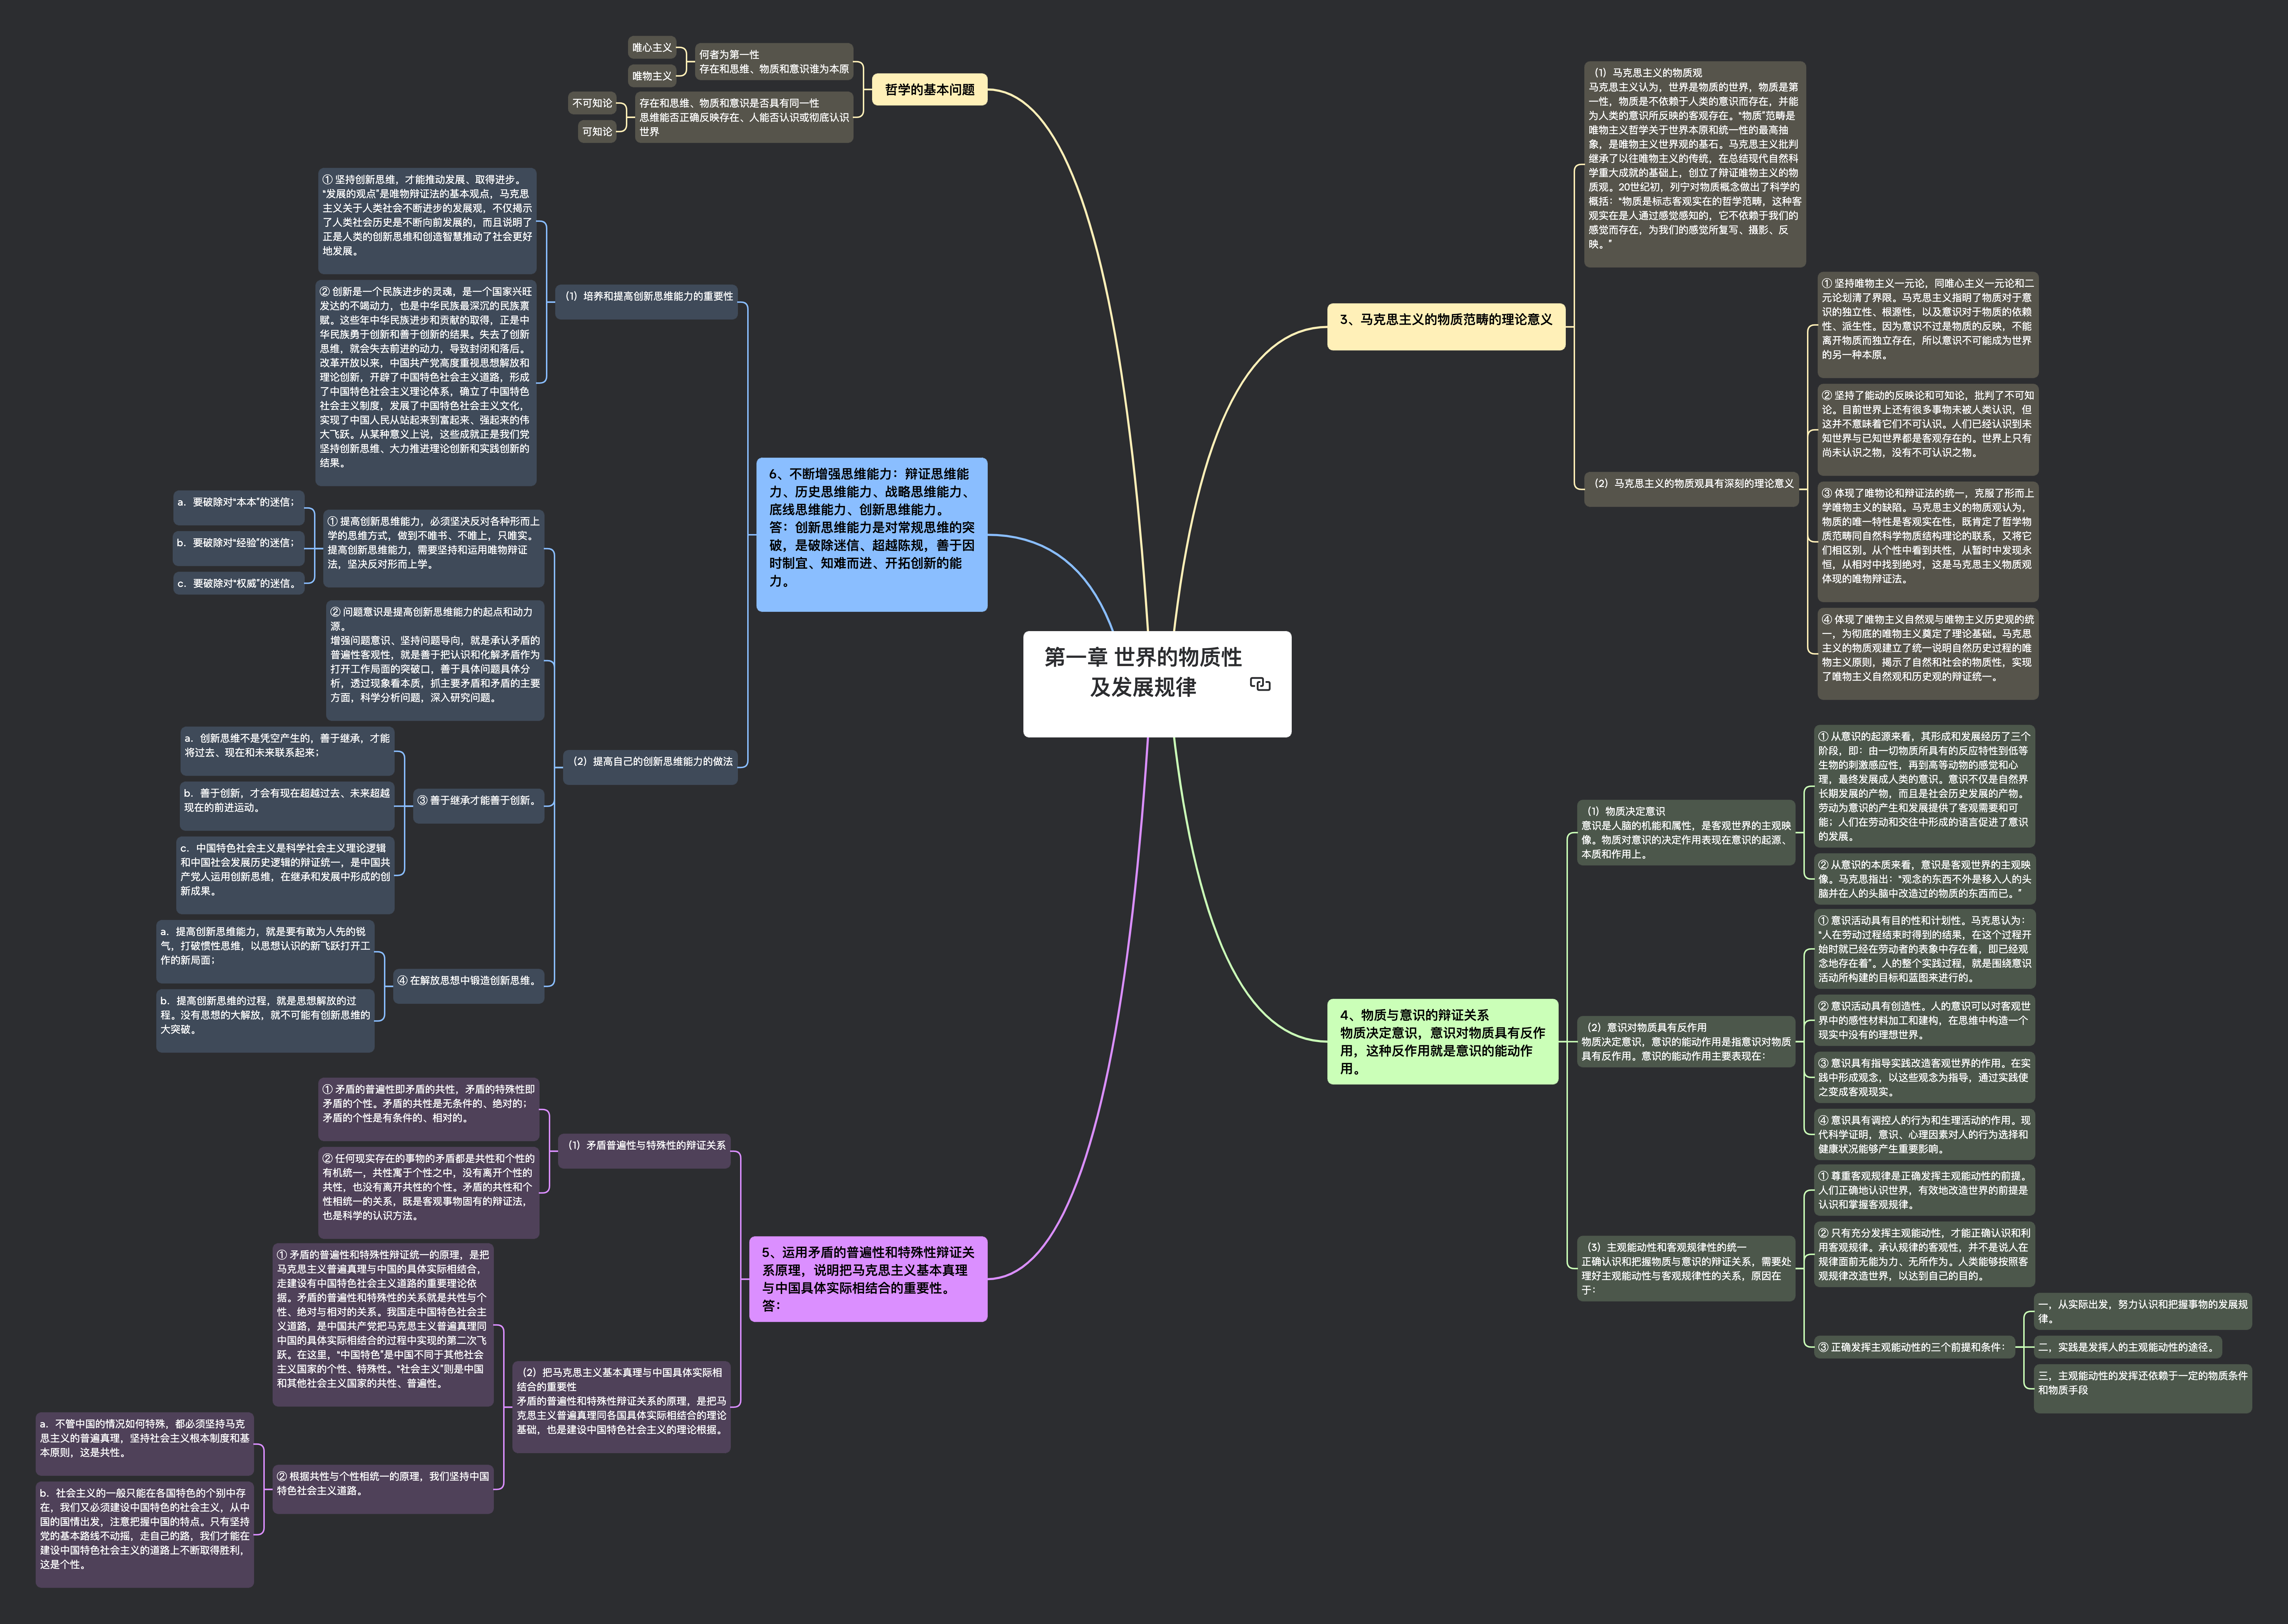 第一章 世界的物质性
及发展规律
3、马克思主义的物质范畴的理论意义
（1）马克思主义的物质观
马克思主义认为，世界是物质的世界，物质是第
一性，物质是不依赖于人类的意识而存在，并能
为人类的意识所反映的客观存在。“物质”范畴是
唯物主义哲学关于世界本原和统一性的最高抽
象，是唯物主义世界观的基石。马克思主义批判
继承了以往唯物主义的传统，在总结现代自然科
学重大成就的基础上，创立了辩证唯物主义的物
质观。20世纪初，列宁对物质概念做出了科学的
概括：“物质是标志客观实在的哲学范畴，这种客
观实在是人通过感觉感知的，它不依赖于我们的
感觉而存在，为我们的感觉所复写、摄影、反
映。”
（2）马克思主义的物质观具有深刻的理论意义
① 坚持唯物主义一元论，同唯心主义一元论和二
元论划清了界限。马克思主义指明了物质对于意
识的独立性、根源性，以及意识对于物质的依赖
性、派生性。因为意识不过是物质的反映，不能
离开物质而独立存在，所以意识不可能成为世界
的另一种本原。
② 坚持了能动的反映论和可知论，批判了不可知
论。目前世界上还有很多事物未被人类认识，但
这并不意味着它们不可认识。人们已经认识到未
知世界与已知世界都是客观存在的。世界上只有
尚未认识之物，没有不可认识之物。
③ 体现了唯物论和辩证法的统一，克服了形而上
学唯物主义的缺陷。马克思主义的物质观认为，
物质的唯一特性是客观实在性，既肯定了哲学物
质范畴同自然科学物质结构理论的联系，又将它
们相区别。从个性中看到共性，从暂时中发现永
恒，从相对中找到绝对，这是马克思主义物质观
体现的唯物辩证法。
④ 体现了唯物主义自然观与唯物主义历史观的统
一，为彻底的唯物主义奠定了理论基础。马克思
主义的物质观建立了统一说明自然历史过程的唯
物主义原则，揭示了自然和社会的物质性，实现
了唯物主义自然观和历史观的辩证统一。
4、物质与意识的辩证关系
物质决定意识，意识对物质具有反作
用，这种反作用就是意识的能动作
用。
（1）物质决定意识
意识是人脑的机能和属性，是客观世界的主观映
像。物质对意识的决定作用表现在意识的起源、
本质和作用上。
① 从意识的起源来看，其形成和发展经历了三个
阶段，即：由一切物质所具有的反应特性到低等
生物的刺激感应性，再到高等动物的感觉和心
理，最终发展成人类的意识。意识不仅是自然界
长期发展的产物，而且是社会历史发展的产物。
劳动为意识的产生和发展提供了客观需要和可
能；人们在劳动和交往中形成的语言促进了意识
的发展。
② 从意识的本质来看，意识是客观世界的主观映
像。马克思指出：“观念的东西不外是移入人的头
脑并在人的头脑中改造过的物质的东西而已。”
（2）意识对物质具有反作用
物质决定意识，意识的能动作用是指意识对物质
具有反作用。意识的能动作用主要表现在：
① 意识活动具有目的性和计划性。马克思认为：
“人在劳动过程结束时得到的结果，在这个过程开
始时就已经在劳动者的表象中存在着，即已经观
念地存在着”。人的整个实践过程，就是围绕意识
活动所构建的目标和蓝图来进行的。
② 意识活动具有创造性。人的意识可以对客观世
界中的感性材料加工和建构，在思维中构造一个
现实中没有的理想世界。
③ 意识具有指导实践改造客观世界的作用。在实
践中形成观念，以这些观念为指导，通过实践使
之变成客观现实。
④ 意识具有调控人的行为和生理活动的作用。现
代科学证明，意识、心理因素对人的行为选择和
健康状况能够产生重要影响。
（3）主观能动性和客观规律性的统一
正确认识和把握物质与意识的辩证关系，需要处
理好主观能动性与客观规律性的关系，原因在
于：
① 尊重客观规律是正确发挥主观能动性的前提。
人们正确地认识世界，有效地改造世界的前提是
认识和掌握客观规律。
② 只有充分发挥主观能动性，才能正确认识和利
用客观规律。承认规律的客观性，并不是说人在
规律面前无能为力、无所作为。人类能够按照客
观规律改造世界，以达到自己的目的。
③ 正确发挥主观能动性的三个前提和条件：
一，从实际出发，努力认识和把握事物的发展规
律。
二，实践是发挥人的主观能动性的途径。
三，主观能动性的发挥还依赖于一定的物质条件
和物质手段
哲学的基本问题
何者为第一性
存在和思维、物质和意识谁为本原
唯心主义
唯物主义
存在和思维、物质和意识是否具有同一性
思维能否正确反映存在、人能否认识或彻底认识
世界
不可知论
可知论
6、不断增强思维能力：辩证思维能
力、历史思维能力、战略思维能力、
底线思维能力、创新思维能力。
答：创新思维能力是对常规思维的突
破，是破除迷信、超越陈规，善于因
时制宜、知难而进、开拓创新的能
力。
（1）培养和提高创新思维能力的重要性
① 坚持创新思维，才能推动发展、取得进步。
“发展的观点”是唯物辩证法的基本观点，马克思
主义关于人类社会不断进步的发展观，不仅揭示
了人类社会历史是不断向前发展的，而且说明了
正是人类的创新思维和创造智慧推动了社会更好
地发展。
② 创新是一个民族进步的灵魂，是一个国家兴旺
发达的不竭动力，也是中华民族最深沉的民族禀
赋。这些年中华民族进步和贡献的取得，正是中
华民族勇于创新和善于创新的结果。失去了创新
思维，就会失去前进的动力，导致封闭和落后。
改革开放以来，中国共产党高度重视思想解放和
理论创新，开辟了中国特色社会主义道路，形成
了中国特色社会主义理论体系，确立了中国特色
社会主义制度，发展了中国特色社会主义文化，
实现了中国人民从站起来到富起来、强起来的伟
大飞跃。从某种意义上说，这些成就正是我们党
坚持创新思维、大力推进理论创新和实践创新的
结果。
（2）提高自己的创新思维能力的做法
① 提高创新思维能力，必须坚决反对各种形而上
学的思维方式，做到不唯书、不唯上，只唯实。
提高创新思维能力，需要坚持和运用唯物辩证
法，坚决反对形而上学。
a．要破除对“本本”的迷信；
b．要破除对“经验”的迷信；
c．要破除对“权威”的迷信。
② 问题意识是提高创新思维能力的起点和动力
源。
增强问题意识、坚持问题导向，就是承认矛盾的
普遍性客观性，就是善于把认识和化解矛盾作为
打开工作局面的突破口，善于具体问题具体分
析，透过现象看本质，抓主要矛盾和矛盾的主要
方面，科学分析问题，深入研究问题。
③ 善于继承才能善于创新。
a．创新思维不是凭空产生的，善于继承，才能
将过去、现在和未来联系起来；
b．善于创新，才会有现在超越过去、未来超越
现在的前进运动。
c．中国特色社会主义是科学社会主义理论逻辑
和中国社会发展历史逻辑的辩证统一，是中国共
产党人运用创新思维，在继承和发展中形成的创
新成果。
④ 在解放思想中锻造创新思维。
a．提高创新思维能力，就是要有敢为人先的锐
气，打破惯性思维，以思想认识的新飞跃打开工
作的新局面；
b．提高创新思维的过程，就是思想解放的过
程。没有思想的大解放，就不可能有创新思维的
大突破。
5、运用矛盾的普遍性和特殊性辩证关
系原理，说明把马克思主义基本真理
与中国具体实际相结合的重要性。
答：
（1）矛盾普遍性与特殊性的辩证关系
① 矛盾的普遍性即矛盾的共性，矛盾的特殊性即
矛盾的个性。矛盾的共性是无条件的、绝对的；
矛盾的个性是有条件的、相对的。
② 任何现实存在的事物的矛盾都是共性和个性的
有机统一，共性寓于个性之中，没有离开个性的
共性，也没有离开共性的个性。矛盾的共性和个
性相统一的关系，既是客观事物固有的辩证法，
也是科学的认识方法。
（2）把马克思主义基本真理与中国具体实际相
结合的重要性
矛盾的普遍性和特殊性辩证关系的原理，是把马
克思主义普遍真理同各国具体实际相结合的理论
基础，也是建设中国特色社会主义的理论根据。
① 矛盾的普遍性和特殊性辩证统一的原理，是把
马克思主义普遍真理与中国的具体实际相结合，
走建设有中国特色社会主义道路的重要理论依
据。矛盾的普遍性和特殊性的关系就是共性与个
性、绝对与相对的关系。我国走中国特色社会主
义道路，是中国共产党把马克思主义普遍真理同
中国的具体实际相结合的过程中实现的第二次飞
跃。在这里，“中国特色”是中国不同于其他社会
主义国家的个性、特殊性。“社会主义”则是中国
和其他社会主义国家的共性、普遍性。
② 根据共性与个性相统一的原理，我们坚持中国
特色社会主义道路。
a．不管中国的情况如何特殊，都必须坚持马克
思主义的普遍真理，坚持社会主义根本制度和基
本原则，这是共性。
b．社会主义的一般只能在各国特色的个别中存
在，我们又必须建设中国特色的社会主义，从中
国的国情出发，注意把握中国的特点。只有坚持
党的基本路线不动摇，走自己的路，我们才能在
建设中国特色社会主义的道路上不断取得胜利，
这是个性。